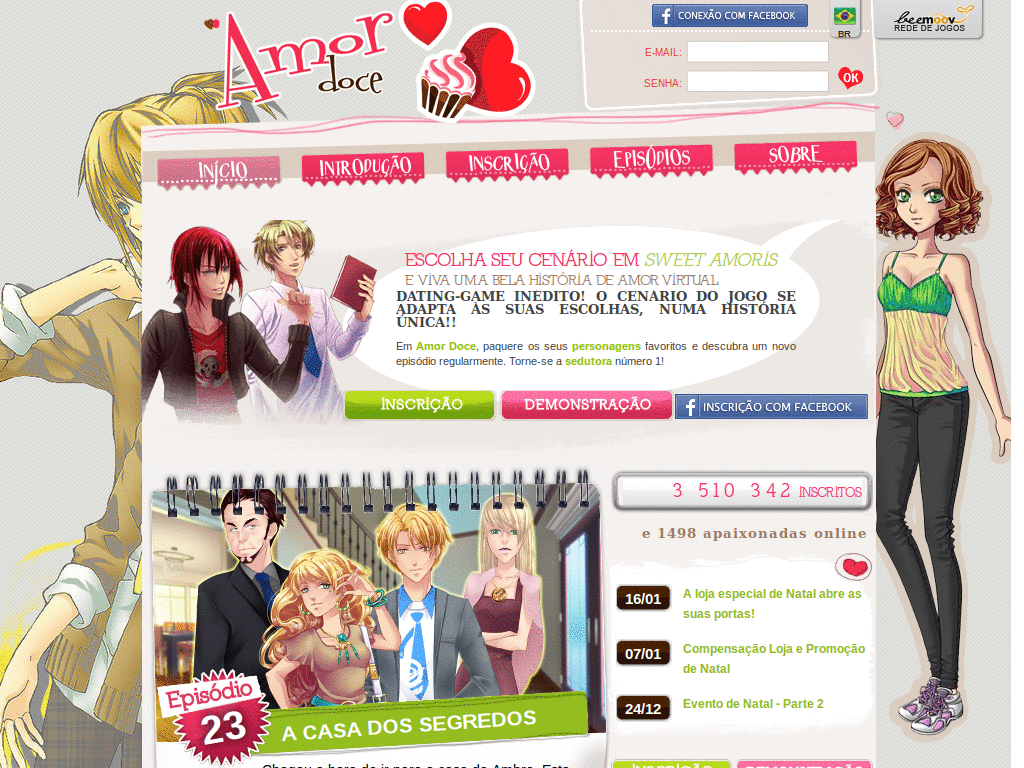 CONEXÃO COM FACEBOOK
BR
beemoov
REDE DE JOGOS
Amor
doce
E-MAIL:
SENHA:
OK
INÍCIO
INTRODUÇÃO
INSCRIÇÃO
EPISÓDIOS
SOBRE
ESCOLHA SEU CENÁRIO EM SWEET AMORIS
E VIVA UMA BELA HISTÓRIA DE AMOR VIRTUAL
DATING-GAME INEDITO! O CENARIO DO JOGO SE
ADAPTA AS SUAS ESCOLHAS, NUMA HISTÓRIA
ÚNICA!!
Em Amor Doce, paquere os seus personagens favoritos e descubra um novo
episódio regularmente. Torne-se a sedutora número 1!
INSCRIÇÃO
DEMONSTRAÇÃO
INSCRIÇÃO COM FACEBOOK
3 510 342 INSCRITOS
e 1498 apaixonadas online
16/01
A loja especial de Natal abre as
suas portas!
07/01
Compensação Loja e Promoção
de Natal
24/12
Evento de Natal - Parte 2
Episódio
23
A CASA DOS SEGREDOS
Chegou a hora de ir para a casa de Ambre. Esta
INSCRIÇÃO
DEMONSTRAÇÃO